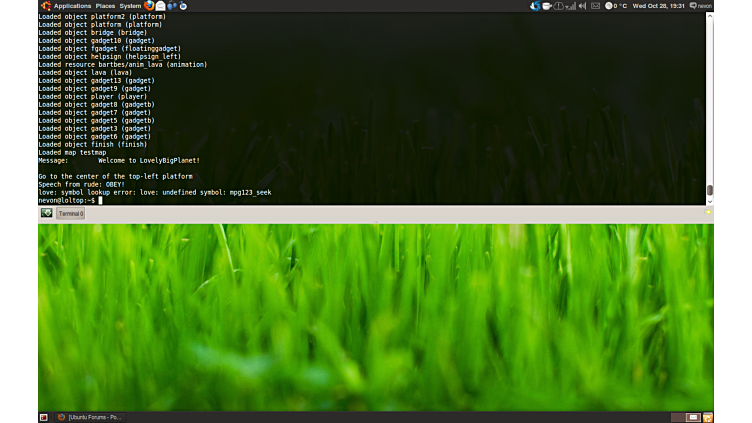 Applications Places System
0 °C Wed Oct 28, 19:31 nevon
Loaded object platform2 (platform)
Loaded object platform (platform)
Loaded object bridge (bridge)
Loaded object gadget10 (gadget)
Loaded object fgadget (floatinggadget)
Loaded object helpsign (helpsign_left)
Loaded resource bartbes/anim_lava (animation)
Loaded object lava (lava)
Loaded object gadget13 (gadget)
Loaded object gadget9 (gadget)
Loaded object player (player)
Loaded object gadget8 (gadgetb)
Loaded object gadget7 (gadget)
Loaded object gadget5 (gadgetb)
Loaded object gadget3 (gadget)
Loaded object gadget6 (gadget)
Loaded object finish (finish)
Loaded map testmap
Message: Welcome to LovelyBigPlanet!
Go to the center of the top-left platform
Speech from rude: OBEY!
love: symbol lookup error: love: undefined symbol: mpg123_seek
nevon@loltop:~$
Terminal 0
[Ubuntu Forums - Po...